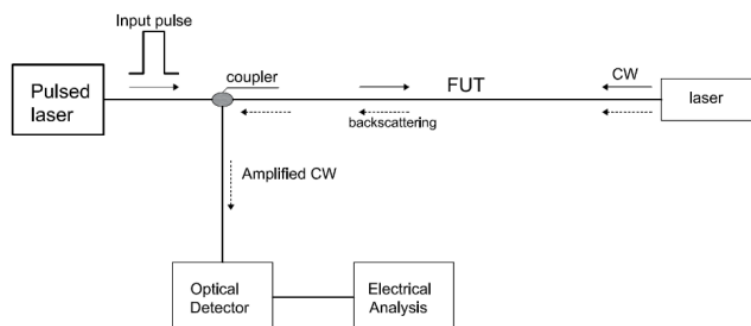 Input pulse
Pulsed
laser
coupler
FUT
CW
laser
backscattering
Amplified CW
Optical
Detector
Electrical
Analysis